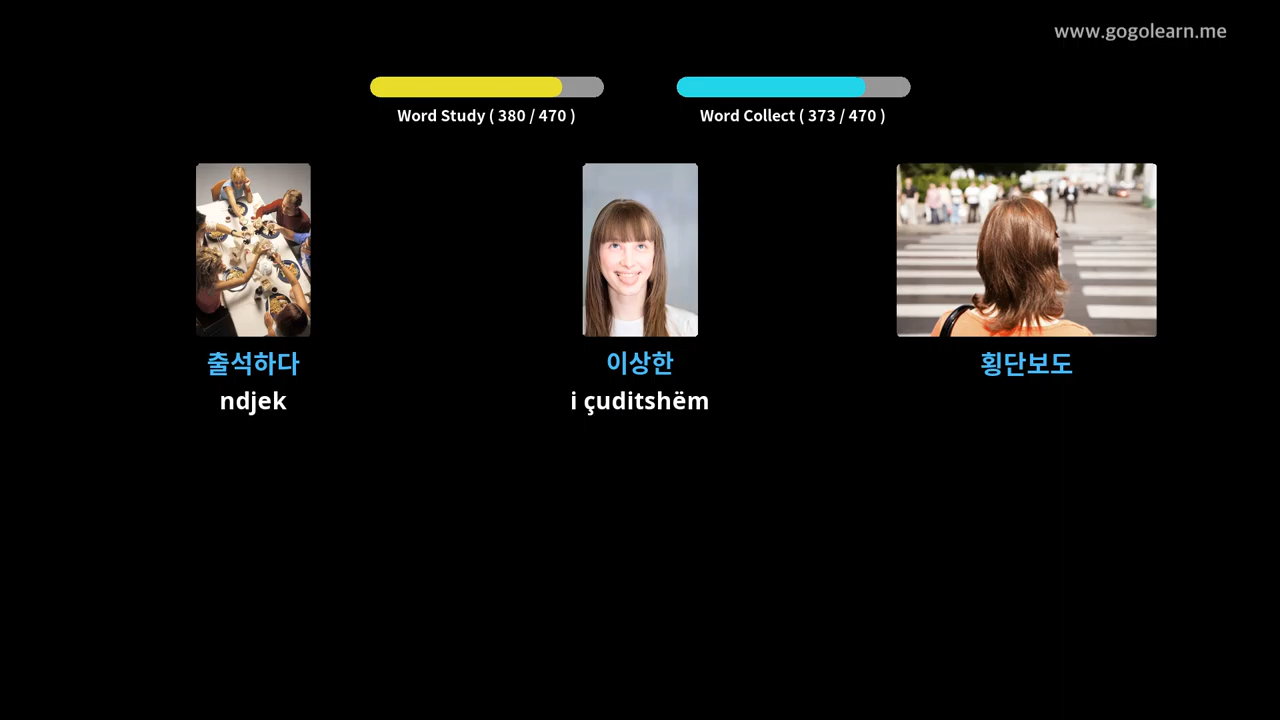 www.gogolearn.me
Word Study ( 380 / 470 )
Word Collect ( 373 / 470 )
출석하다
ndjek
이상한
i çuditshëm
횡단보도